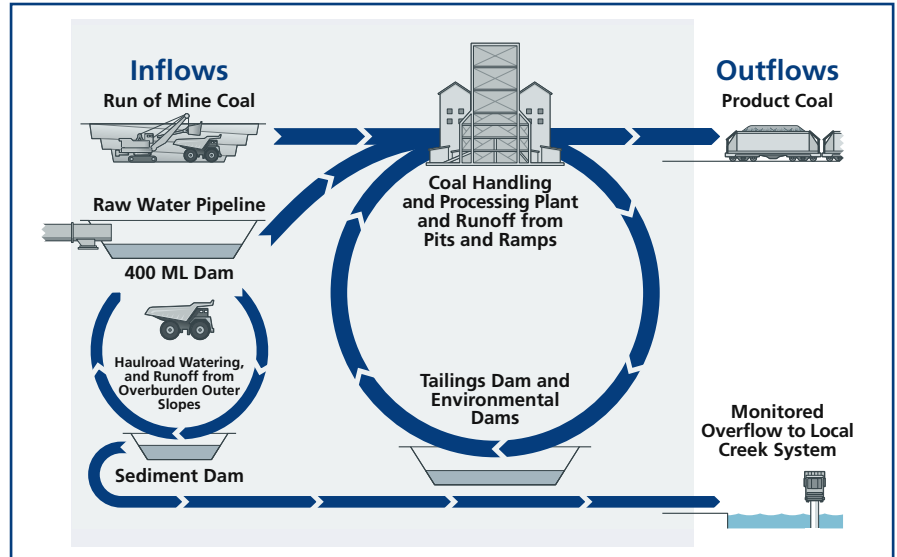 Inflows
Run of Mine Coal
Raw Water Pipeline
400 ML Dam
Haulroad Watering,
and Runoff from
Overburden Outer
Slopes
Sediment Dam
Coal Handling
and Processing Plant
and Runoff from
Pits and Ramps
Tailings Dam and
Environmental
Dams
Outflows
Product Coal
Monitored
Overflow to Local
Creek System